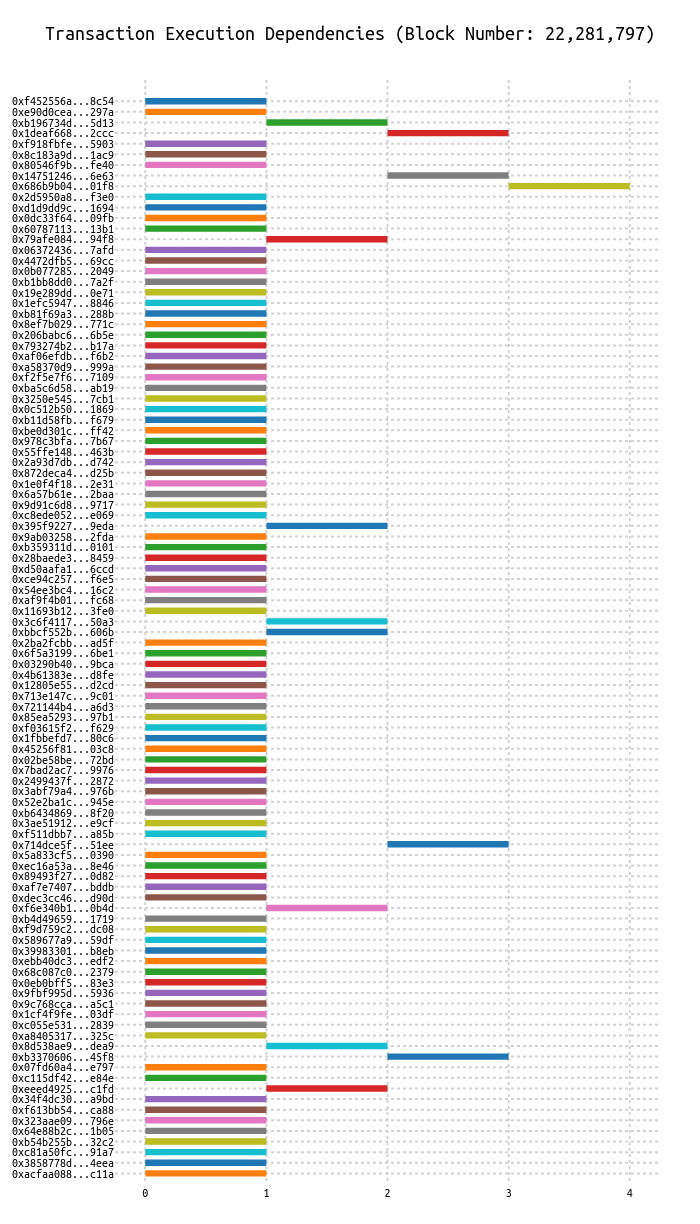 Transaction Execution Dependencies (Block Number: 22,281,797)
0xf452556a...8c54
0xe90d0cea...297a
0xb196734d...5d13
0x1deaf668...2ccc
0xf918fbfe...5903
0x8c183a9d...1ac9
0x80546f9b...fe40
0x14751246...6e63
0x686b9b04...01f8
0x2d5950a8...f3e0
0xd1d9dd9c...1694
0x0dc33f64...09fb
0x60787113...13b1
0x79afe084...94f8
0x06372436...7afd
0x4472dfb5...69cc
0x0b077285...2049
0xb1bb8dd0...7a2f
0x19e289dd...0e71
0x1efc5947...8846
0xb81f69a3...288b
0x8ef7b029...771c
0x206babc6...6b5e
0x793274b2...b17a
0xaf06efdb...f6b2
0xa58370d9...999a
0xf2f5e7f6...7109
0xba5c6d58...ab19
0x3250e545...7cb1
0x0c512b50...1869
0xb11d58fb...f679
0xbe0d301c...ff42
0x978c3bfa...7b67
0x55ffe148...463b
0x2a93d7db...d742
0x872deca4...d25b
0x1e0f4f18...2e31
0x6a57b61e...2baa
0x9d91c6d8...9717
0xc8ede052...e069
0x395f9227...9eda
0x9ab03258...2fda
0xb359311d...0101
0x28baede3...8459
0xd50aafa1...6ccd
0xce94c257...f6e5
0x54ee3bc4...16c2
0xaf9f4b01...fc68
0x11693b12...3fe0
0x3c6f4117...50a3
0xbbcf552b...606b
0x2ba2fcbb...ad5f
0x6f5a3199...6be1
0x03290b40...9bca
0x4b61383e...d8fe
0x12805e55...d2cd
0x713e147c...9c01
0x721144b4...a6d3
0x85ea5293...97b1
0xf03615f2...f629
0x1fbbefd7...80c6
0x45256f81...03c8
0x02be58be...72bd
0x7bad2ac7...9976
0x2499437f...2872
0x3abf79a4...976b
0x52e2ba1c...945e
0xb6434869...8f20
0x3ae51912...e9cf
0xf511dbb7...a85b
0x714dce5f...51ee
0x5a833cf5...0390
0xec16a53a...8e46
0x89493f27...0d82
0xaf7e7407...bddb
0xdec3cc46...d90d
0xf6e340b1...0b4d
0xb4d49659...1719
0xf9d759c2...dc08
0x589677a9...59df
0x39983301...b8eb
0xebb40dc3...edf2
0x68c087c0...2379
0x0eb0bff5...83e3
0x9fbf995d...5936
0x9c768cca...a5c1
0x1cf4f9fe...03df
0xc055e531...2839
0xa8405317...325c
0x8d538ae9...dea9
0xb3370606...45f8
0x07fd60a4...e797
0xc115df42...e84e
0xeeed4925...c1fd
0x34f4dc30...a9bd
0xf613bb54...ca88
0x323aae09...796e
0x64e88b2c...1b05
0xb54b255b...32c2
0xc81a50fc...91a7
0x3858778d...4eea
0xacfaa088...c11a
0 1 2 3 4